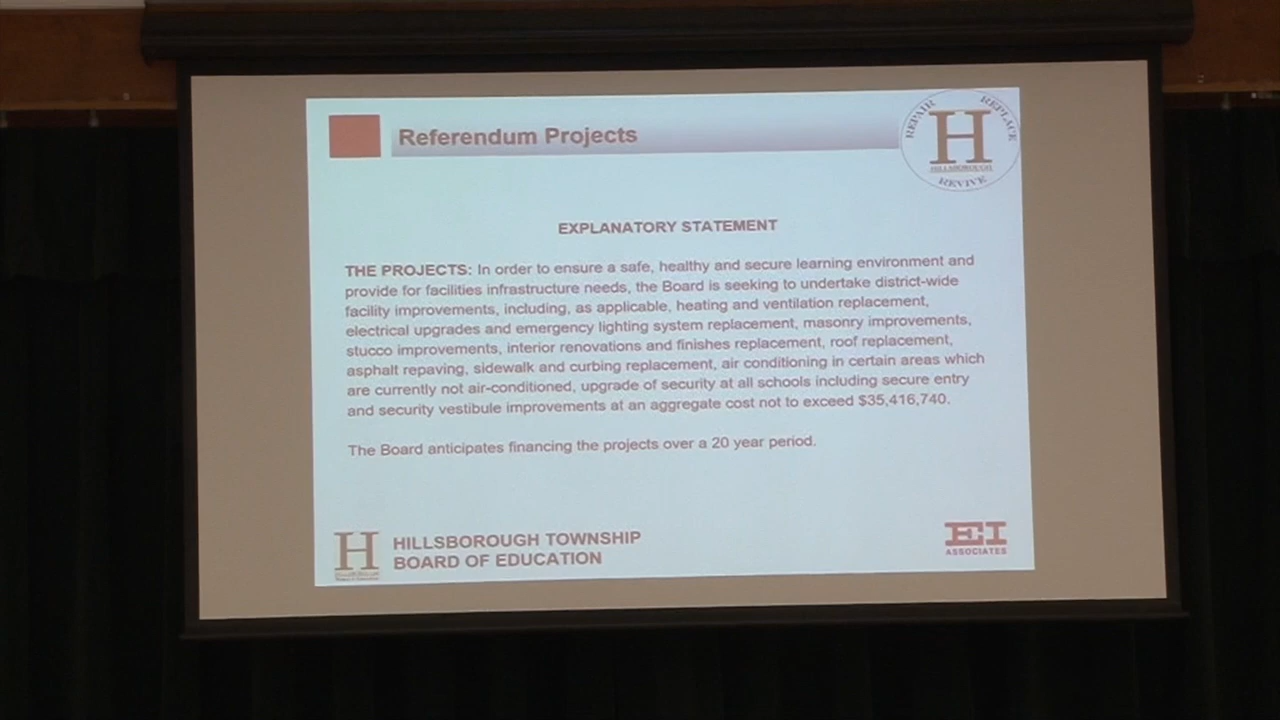 Referendum Projects
REPAIR REPLACE
H
HILLSBOROUGH
REVIVE
EXPLANATORY STATEMENT
THE PROJECTS: In order to ensure a safe, healthy and secure learning environment and
provide for facilities infrastructure needs, the Board is seeking to undertake district-wide
facility improvements, including, as applicable, heating and ventilation replacement,
electrical upgrades and emergency lighting system replacement, masonry improvements,
stucco improvements, interior renovations and finishes replacement, roof replacement,
asphalt repaving, sidewalk and curbing replacement, air conditioning in certain areas which
are currently not air-conditioned, upgrade of security at all schools including secure entry
and security vestibule improvements at an aggregate cost not to exceed $35,416,740.
The Board anticipates financing the projects over a 20 year period.
H
HILLSBOROUGH TOWNSHIP
BOARD OF EDUCATION
EI
ASSOCIATES